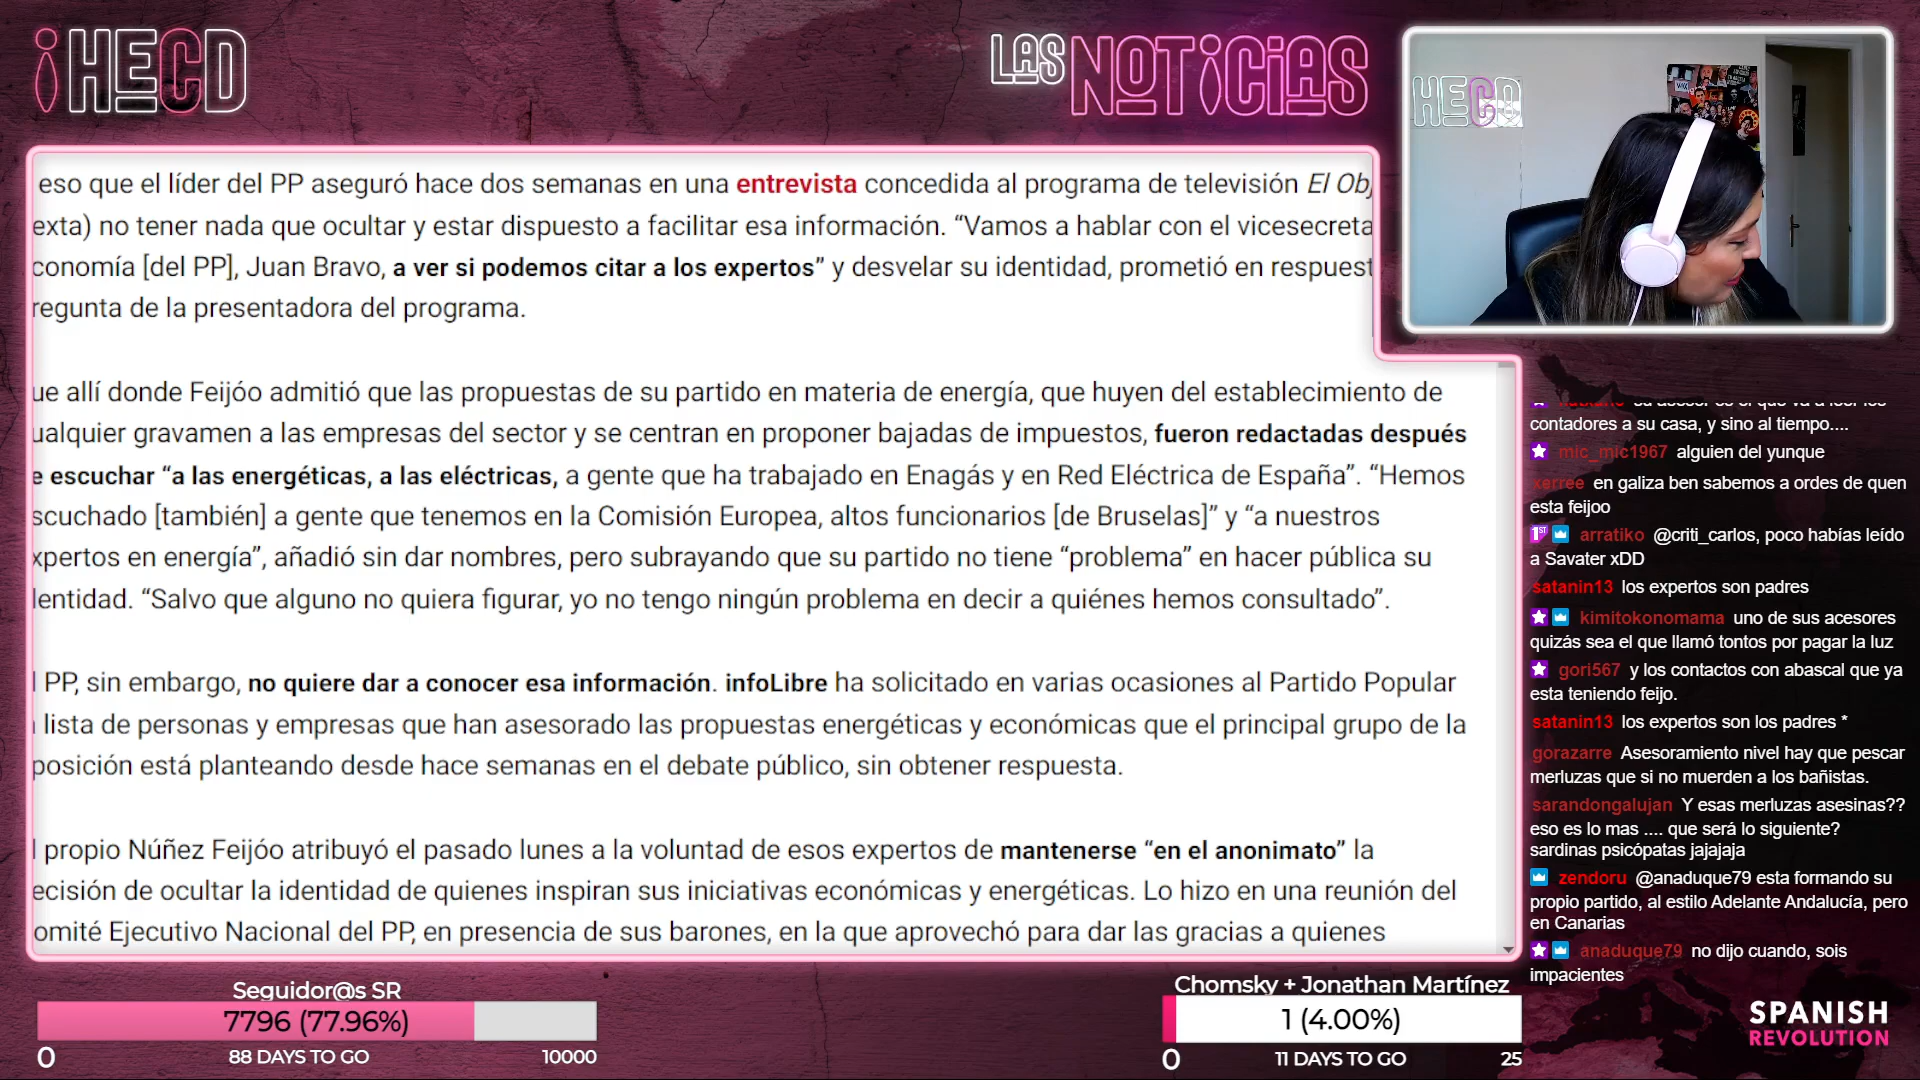 HECD
LAS NOTICIAS
HECD
eso que el líder del PP aseguró hace dos semanas en una entrevista concedida al programa de televisión El Obj
exta) no tener nada que ocultar y estar dispuesto a facilitar esa información. “Vamos a hablar con el vicesecreta
conomía [del PP], Juan Bravo, a ver si podemos citar a los expertos” y desvelar su identidad, prometió en respuest
regunta de la presentadora del programa.
ue allí donde Feijóo admitió que las propuestas de su partido en materia de energía, que huyen del establecimiento de
ualquier gravamen a las empresas del sector y se centran en proponer bajadas de impuestos, fueron redactadas después
e escuchar “a las energéticas, a las eléctricas, a gente que ha trabajado en Enagás y en Red Eléctrica de España”. “Hemos
scuchado [también] a gente que tenemos en la Comisión Europea, altos funcionarios [de Bruselas]” y “a nuestros
xpertos en energía”, añadió sin dar nombres, pero subrayando que su partido no tiene “problema” en hacer pública su
dentidad. “Salvo que alguno no quiera figurar, yo no tengo ningún problema en decir a quiénes hemos consultado”.
l PP, sin embargo, no quiere dar a conocer esa información. infoLibre ha solicitado en varias ocasiones al Partido Popular
lista de personas y empresas que han asesorado las propuestas energéticas y económicas que el principal grupo de la
posición está planteando desde hace semanas en el debate público, sin obtener respuesta.
l propio Núñez Feijóo atribuyó el pasado lunes a la voluntad de esos expertos de mantenerse “en el anonimato” la
ecisión de ocultar la identidad de quienes inspiran sus iniciativas económicas y energéticas. Lo hizo en una reunión del
omité Ejecutivo Nacional del PP, en presencia de sus barones, en la que aprovechó para dar las gracias a quienes
contadores a su casa, y sino al tiempo....
mic_mic1967 alguien del yunque
xerree en galiza ben sabemos a ordes de quen
esta feijoo
1ST arratiko @criti_carlos, poco habías leído
a Savater xDD
satanin13 los expertos son padres
kimitokonomama uno de sus acesores
quizás sea el que llamó tontos por pagar la luz
gori567 y los contactos con abascal que ya
esta teniendo feijo.
satanin13 los expertos son los padres *
gorazarre Asesoramiento nivel hay que pescar
merluzas que si no muerden a los bañistas.
sarandongalujan Y esas merluzas asesinas??
eso es lo mas .... que será lo siguiente?
sardinas psicópatas jajajaja
zendoru @anaduque79 esta formando su
propio partido, al estilo Adelante Andalucía, pero
en Canarias
anaduque79 no dijo cuando, sois
impacientes
Seguidor@s SR
7796 (77.96%)
0 88 DAYS TO GO 10000
Chomsky + Jonathan Martínez
1 (4.00%)
0 11 DAYS TO GO 25
SPANISH
REVOLUTION